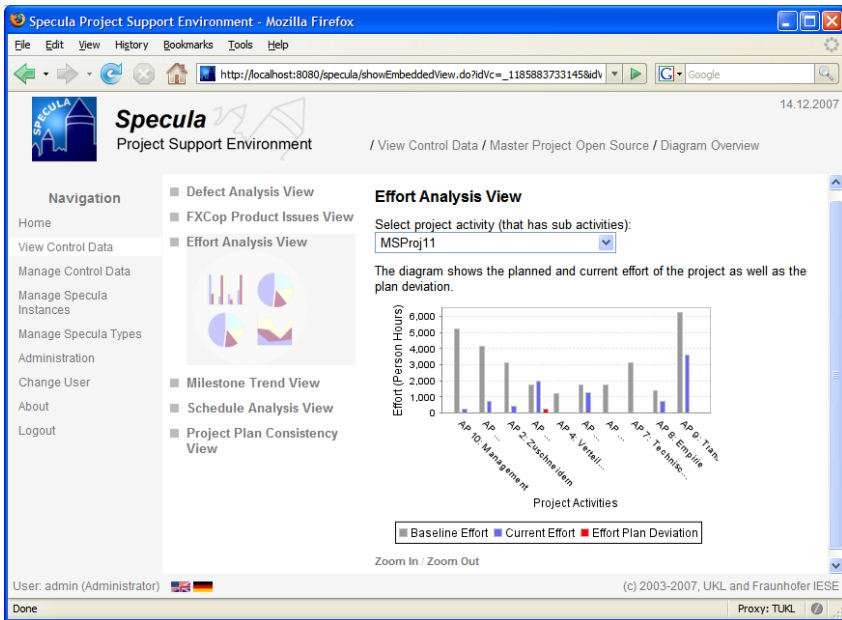 Specula Project Support Environment - Mozilla Firefox
File Edit View History Bookmarks Tools Help
http://localhost:8080/specula/showEmbeddedView.do?idVc=_1185883733145&idV
G Google
14.12.2007
SPECULA
Specula
Project Support Environment
/ View Control Data / Master Project Open Source / Diagram Overview
Navigation
Home
View Control Data
Manage Control Data
Manage Specula
Instances
Manage Specula Types
Administration
Change User
About
Logout
Defect Analysis View
FXCop Product Issues View
Effort Analysis View
Milestone Trend View
Schedule Analysis View
Project Plan Consistency
View
Effort Analysis View
Select project activity (that has sub activities):
MSProj11
The diagram shows the planned and current effort of the project as well as the
plan deviation.
Effort (Person Hours)
6,000
5,000
4,000
3,000
2,000
1,000
0
AP 10: Management
AP ...
AP 2: Zuschneidern
AP ...
AP 4: Verteil...
AP ...
AP ...
AP 7: Technisc...
AP 8: Empirie
AP 9: Tran
Project Activities
Baseline Effort Current Effort Effort Plan Deviation
Zoom In / Zoom Out
User: admin (Administrator)
(c) 2003-2007, UKL and Fraunhofer IESE
Done
Proxy: TUKL